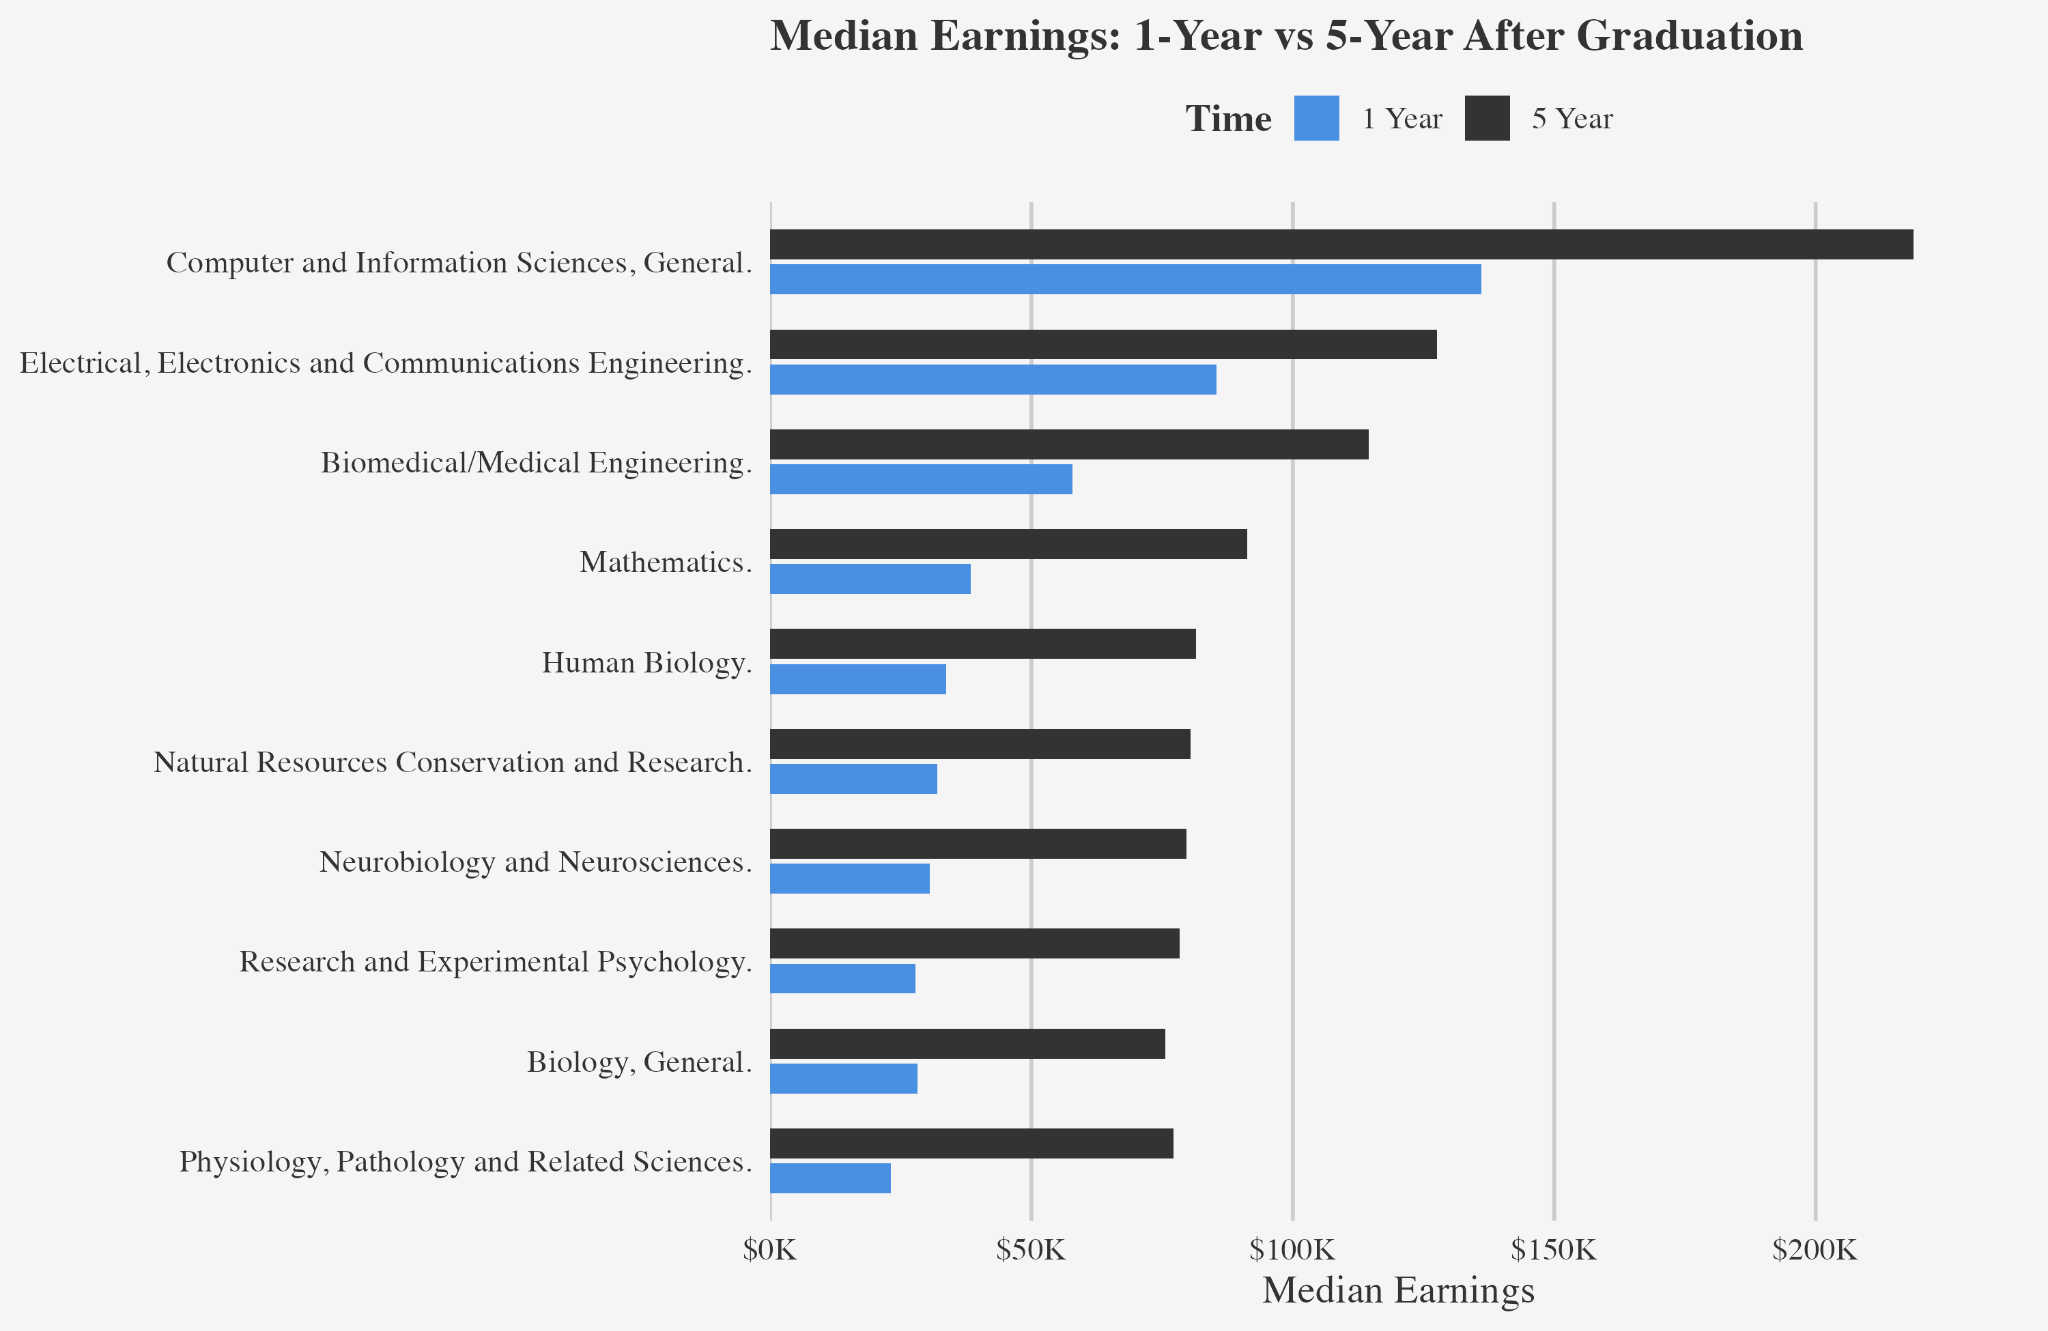 Median Earnings: 1-Year vs 5-Year After Graduation
Time 1 Year 5 Year
Computer and Information Sciences, General.
Electrical, Electronics and Communications Engineering.
Biomedical/Medical Engineering.
Mathematics.
Human Biology.
Natural Resources Conservation and Research.
Neurobiology and Neurosciences.
Research and Experimental Psychology.
Biology, General.
Physiology, Pathology and Related Sciences.
$0K $50K $100K $150K $200K
Median Earnings